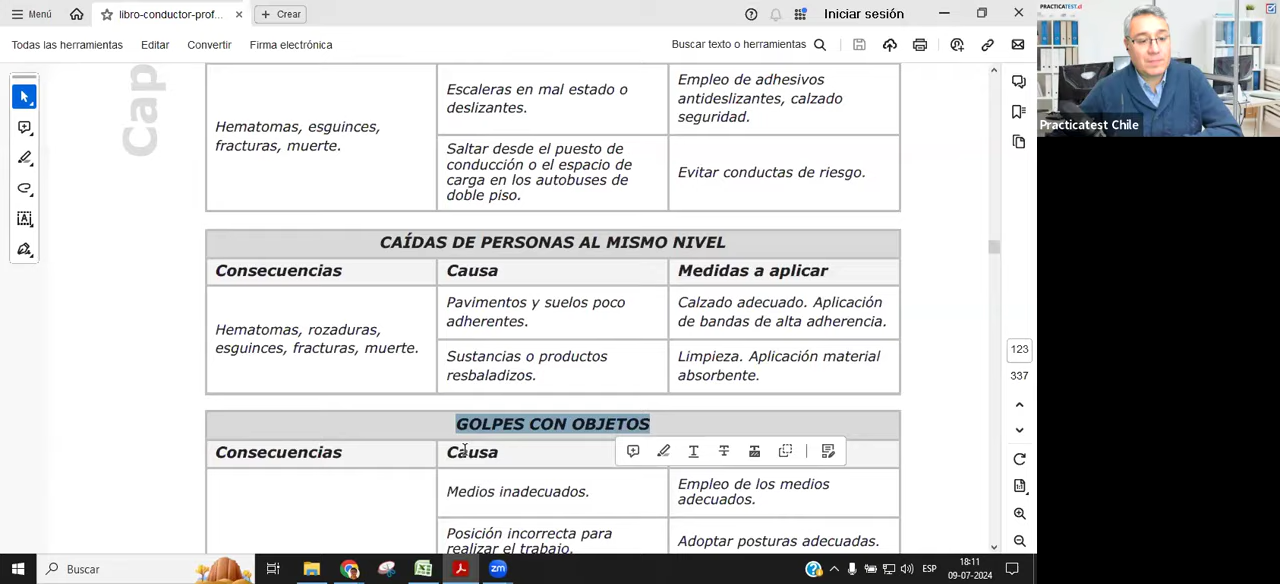 Menú
libro-conductor-prof...
Crear
Iniciar sesión
Todas las herramientas
Editar
Convertir
Firma electrónica
Buscar texto o herramientas
PRACTICATEST.cl
Practicatest Chile
Cap
Hematomas, esguinces,
fracturas, muerte.
Escaleras en mal estado o
deslizantes.
Empleo de adhesivos
antideslizantes, calzado
seguridad.
Saltar desde el puesto de
conducción o el espacio de
carga en los autobuses de
doble piso.
Evitar conductas de riesgo.
CAÍDAS DE PERSONAS AL MISMO NIVEL
Consecuencias
Causa
Medidas a aplicar
Hematomas, rozaduras,
esguinces, fracturas, muerte.
Pavimentos y suelos poco
adherentes.
Calzado adecuado. Aplicación
de bandas de alta adherencia.
Sustancias o productos
resbaladizos.
Limpieza. Aplicación material
absorbente.
GOLPES CON OBJETOS
Consecuencias
Causa
Medios inadecuados.
Empleo de los medios
adecuados.
Posición incorrecta para
realizar el trabajo.
Adoptar posturas adecuadas.
123
337
Buscar
ESP
18:11
09-07-2024